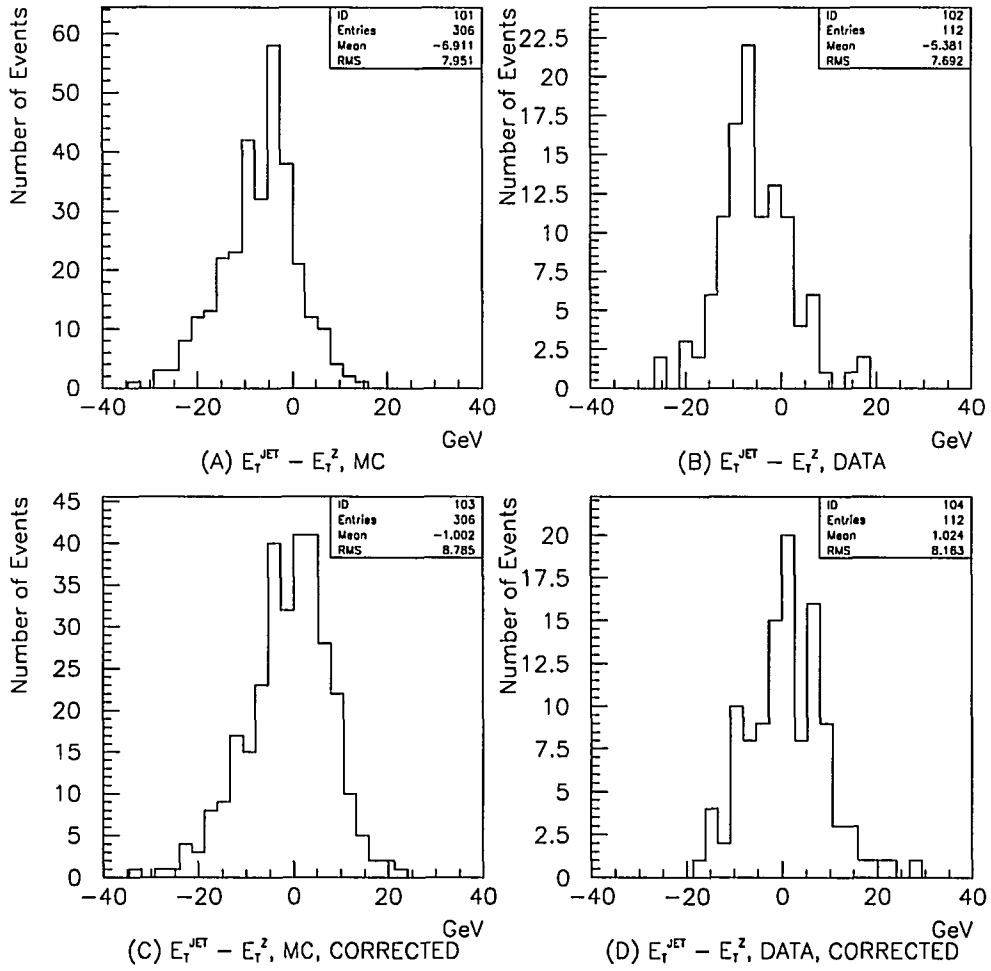 ID 101
Entries 306
Mean -6.911
RMS 7.951
Number of Events
60
50
40
30
20
10
0
-40 -20 0 20 40
GeV
(A) E_T^JET - E_T^Z, MC
ID 102
Entries 112
Mean -5.381
RMS 7.692
Number of Events
22.5
20
17.5
15
12.5
10
7.5
5
2.5
0
-40 -20 0 20 40
GeV
(B) E_T^JET - E_T^Z, DATA
ID 103
Entries 306
Mean -1.002
RMS 8.785
Number of Events
45
40
35
30
25
20
15
10
5
0
-40 -20 0 20 40
GeV
(C) E_T^JET - E_T^Z, MC, CORRECTED
ID 104
Entries 112
Mean 1.024
RMS 8.163
Number of Events
20
17.5
15
12.5
10
7.5
5
2.5
0
-40 -20 0 20 40
GeV
(D) E_T^JET - E_T^Z, DATA, CORRECTED